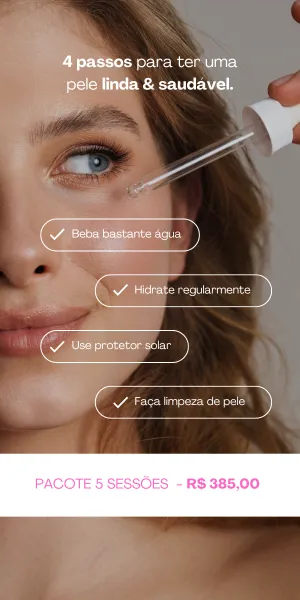 4 passos para ter uma
pele linda & saudável.
Beba bastante água
Hidrate regularmente
Use protetor solar
Faça limpeza de pele
PACOTE 5 SESSÕES - R$ 385,00